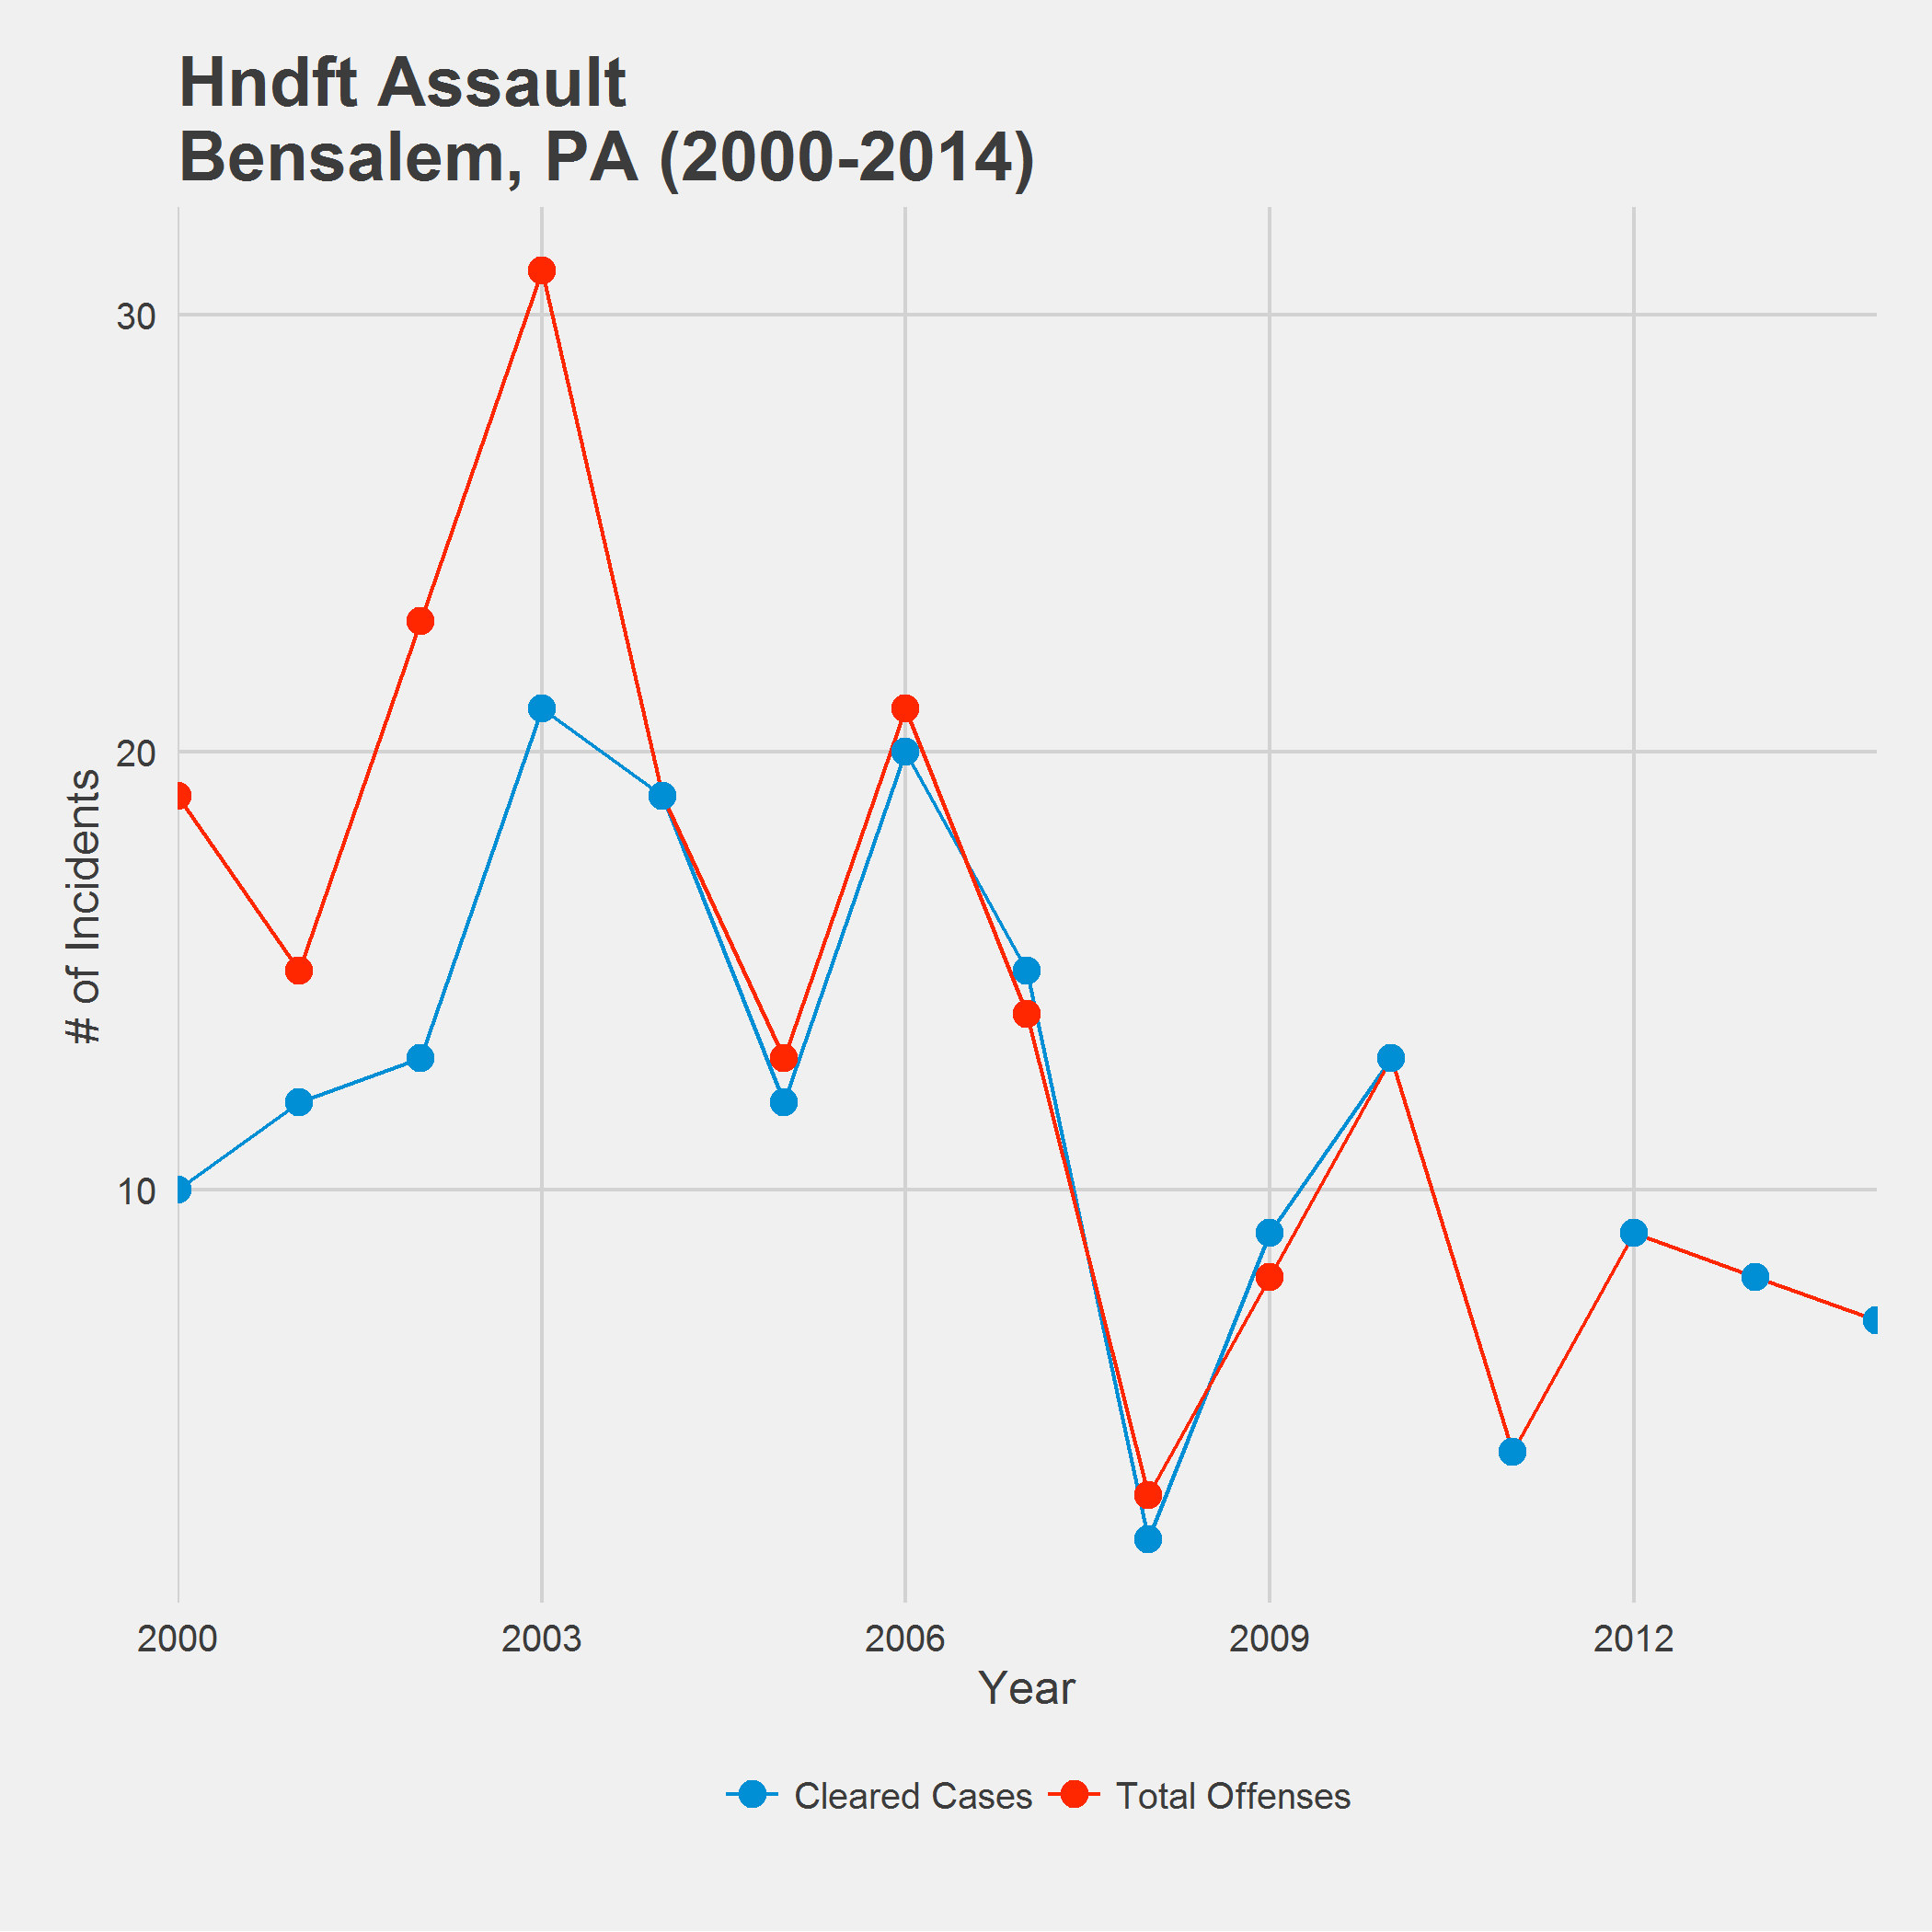 Hndft Assault
Bensalem, PA (2000-2014)
30
20
10
# of Incidents
2000 2003 2006 2009 2012
Year
Cleared Cases Total Offenses